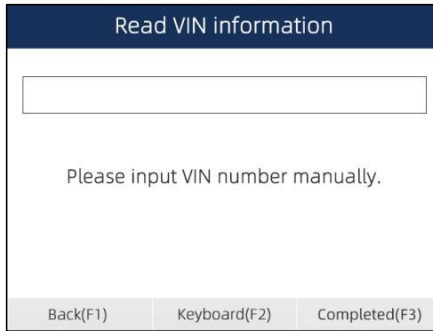 Read VIN information
Please input VIN number manually.
Back(F1) Keyboard(F2) Completed(F3)